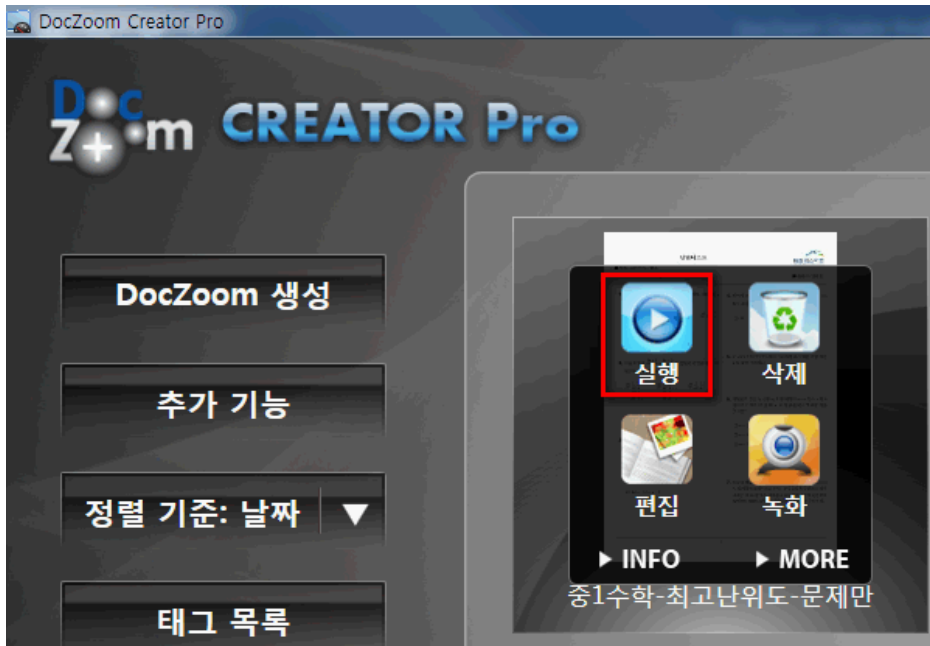 DocZoom Creator Pro
Doc
Zoom CREATOR Pro
DocZoom 생성
추가 기능
정렬 기준: 날짜 ▼
태그 목록
실행 삭제
편집 녹화
▶ INFO ▶ MORE
중1수학-최고난위도-문제만